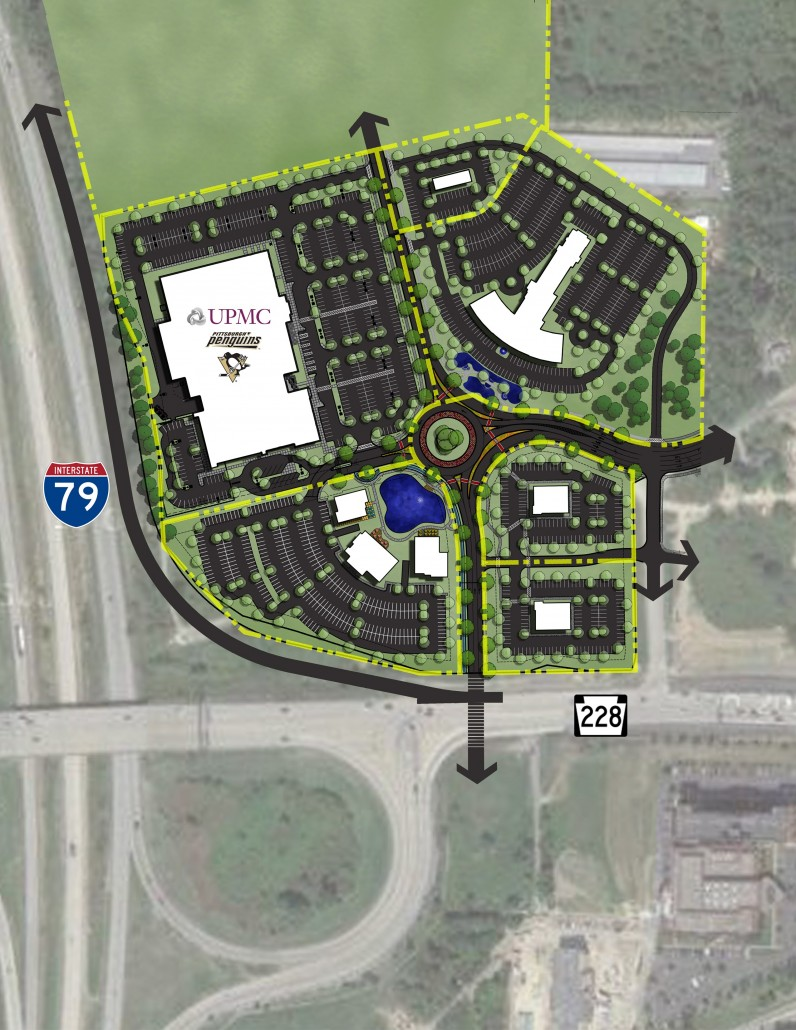 UPMC
PITTSBURGH
penguins
INTERSTATE
79
228